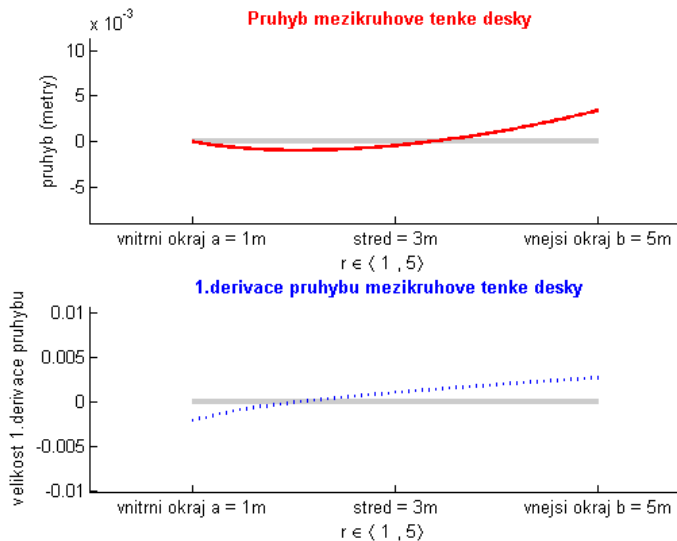 Pruhyb mezikruhove tenke desky
x 10⁻³
10
5
0
-5
pruhyb (metry)
vnitrni okraj a = 1m stred = 3m vnejsi okraj b = 5m
r ∈ ⟨ 1 , 5⟩
1.derivace pruhybu mezikruhove tenke desky
0.01
0.005
0
-0.005
-0.01
velikost 1.derivace pruhybu
vnitrni okraj a = 1m stred = 3m vnejsi okraj b = 5m
r ∈ ⟨ 1 , 5⟩